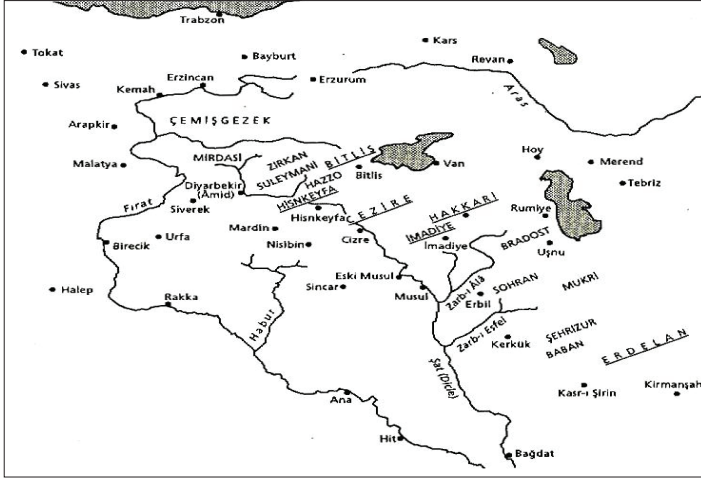 Trabzon
Kars
Tokat
Bayburt
Revan
Erzincan
Erzurum
Sivas
Kemah
Aras
Arapkir
ÇEMİŞGEZEK
Malatya
MİRDASİ
ZIRKAN
SULEYMANİ
BİTLİS
HAZZO
Bitlis
Van
Hoy
Merend
Tebriz
Diyarbekir
(Âmid)
HİSNKEYFA
Fırat
Siverek
Hisnkeyfa
CEZİRE
HAKKARİ
Rumiye
Mardin
Cizre
İMADİYE
İmadiye
BRADOST
Uşnu
Birecik
Urfa
Nisibin
Halep
Eski Musul
Sincar
Musul
Zarb-ı Âlâ
SOHRAN
Erbil
MUKRİ
Rakka
Habur
Zarb-ı Esfel
Kerkük
ŞEHRIZUR
BABAN
ERDELAN
Şat (Dicle)
Ana
Kasr-ı Şirin
Kirmanşah
Hit
Bağdat